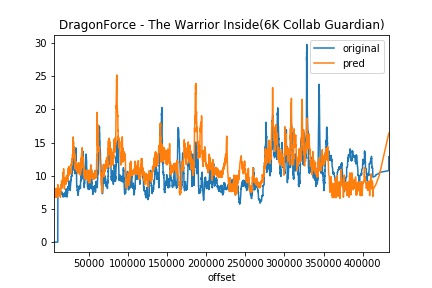 DragonForce - The Warrior Inside(6K Collab Guardian)
30
25
20
15
10
5
0
original
pred
50000 100000 150000 200000 250000 300000 350000 400000
offset